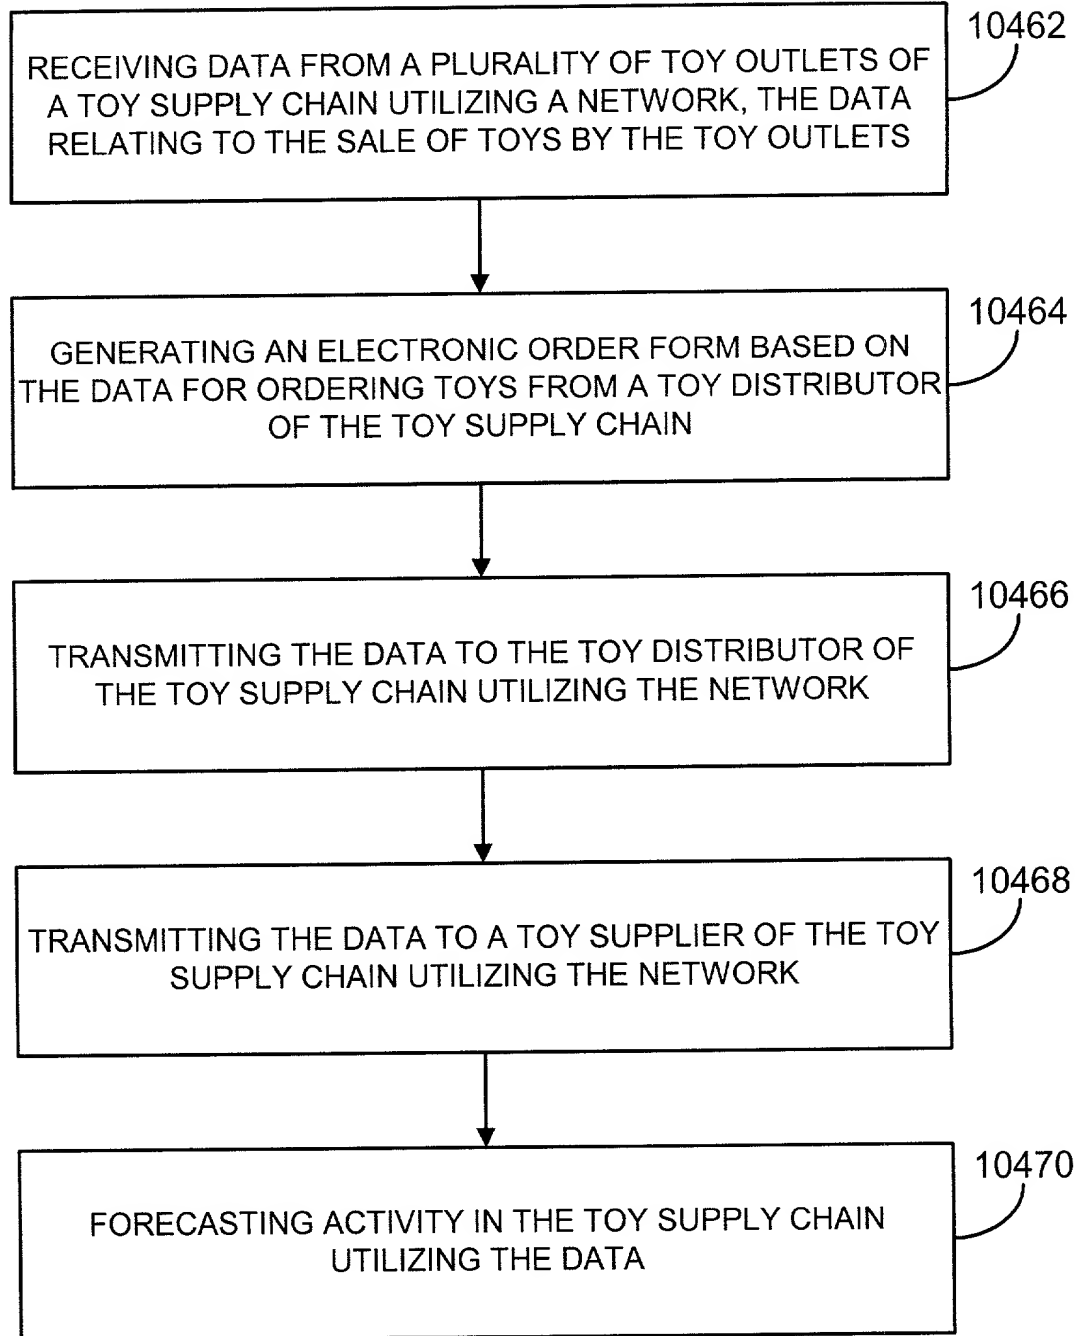 10462
RECEIVING DATA FROM A PLURALITY OF TOY OUTLETS OF
A TOY SUPPLY CHAIN UTILIZING A NETWORK, THE DATA
RELATING TO THE SALE OF TOYS BY THE TOY OUTLETS
10464
GENERATING AN ELECTRONIC ORDER FORM BASED ON
THE DATA FOR ORDERING TOYS FROM A TOY DISTRIBUTOR
OF THE TOY SUPPLY CHAIN
10466
TRANSMITTING THE DATA TO THE TOY DISTRIBUTOR OF
THE TOY SUPPLY CHAIN UTILIZING THE NETWORK
10468
TRANSMITTING THE DATA TO A TOY SUPPLIER OF THE TOY
SUPPLY CHAIN UTILIZING THE NETWORK
10470
FORECASTING ACTIVITY IN THE TOY SUPPLY CHAIN
UTILIZING THE DATA